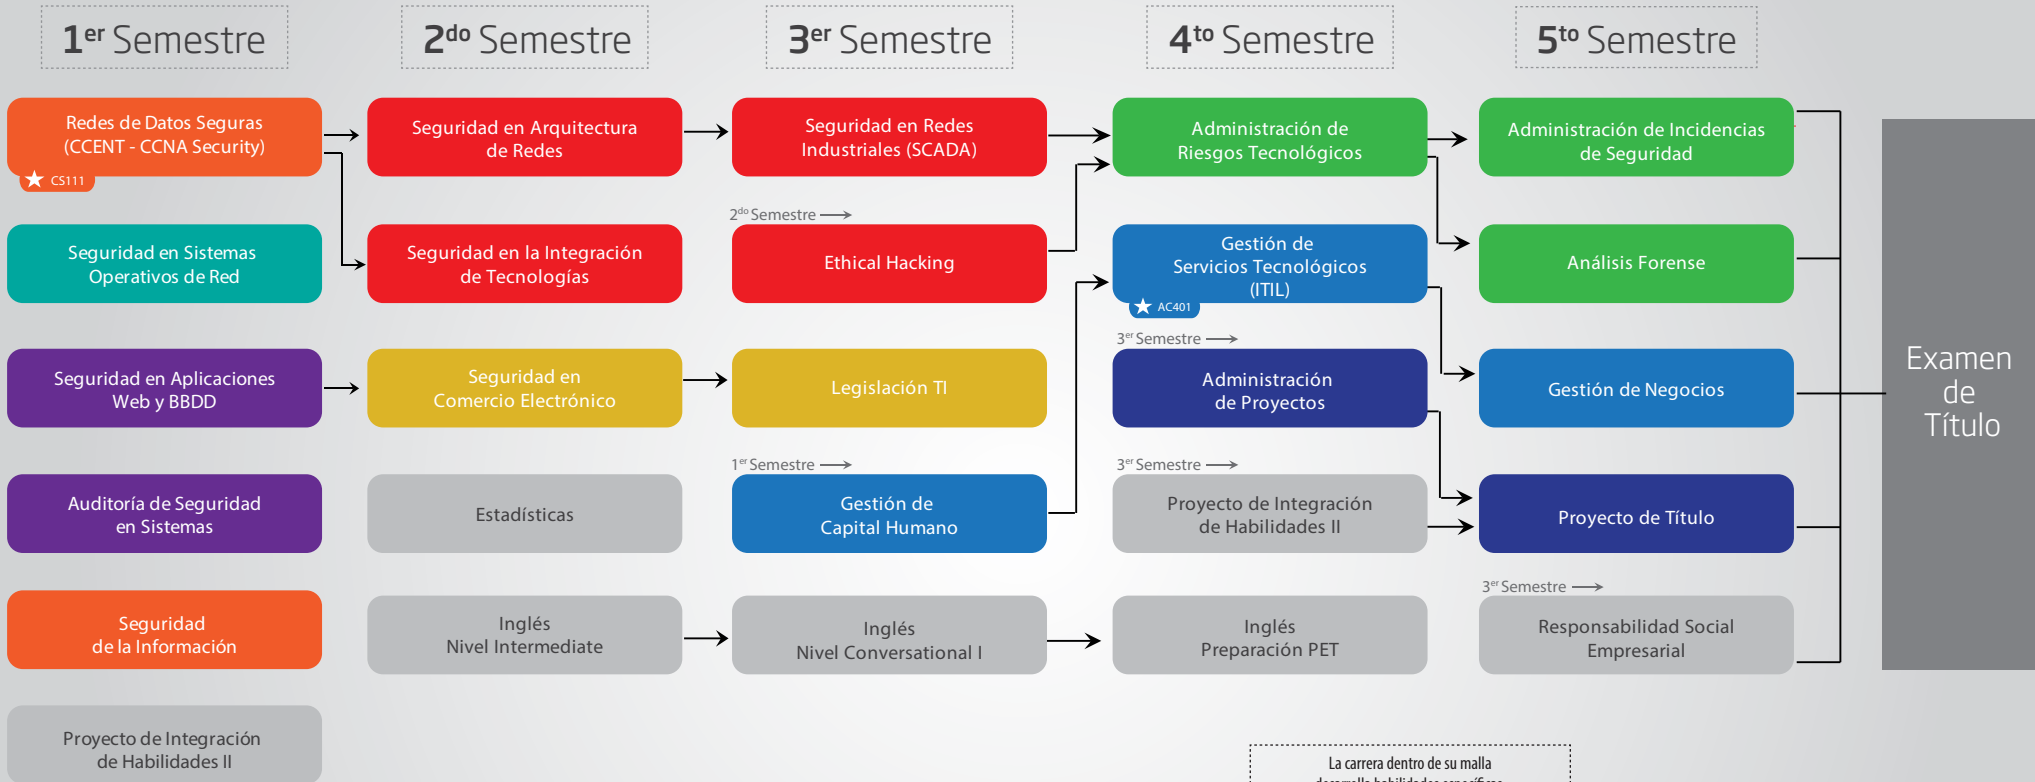 1er Semestre
2do Semestre
3er Semestre
4to Semestre
5to Semestre
Redes de Datos Seguras
(CCENT - CCNA Security)
CS111
Seguridad en Arquitectura
de Redes
Seguridad en Redes
Industriales (SCADA)
Administración de
Riesgos Tecnológicos
Administración de Incidencias
de Seguridad
Seguridad en Sistemas
Operativos de Red
Seguridad en la Integración
de Tecnologías
2do Semestre
Ethical Hacking
Gestión de
Servicios Tecnológicos
(ITIL)
AC401
Análisis Forense
Seguridad en Aplicaciones
Web y BBDD
Seguridad en
Comercio Electrónico
Legislación TI
3er Semestre
Administración
de Proyectos
Gestión de Negocios
Auditoría de Seguridad
en Sistemas
Estadísticas
1er Semestre
Gestión de
Capital Humano
3er Semestre
Proyecto de Integración
de Habilidades II
Proyecto de Título
Seguridad
de la Información
Inglés
Nivel Intermediate
Inglés
Nivel Conversational I
Inglés
Preparación PET
3er Semestre
Responsabilidad Social
Empresarial
Proyecto de Integración
de Habilidades II
Examen
de
Título
La carrera dentro de su malla
desarrolla habilidades específicas